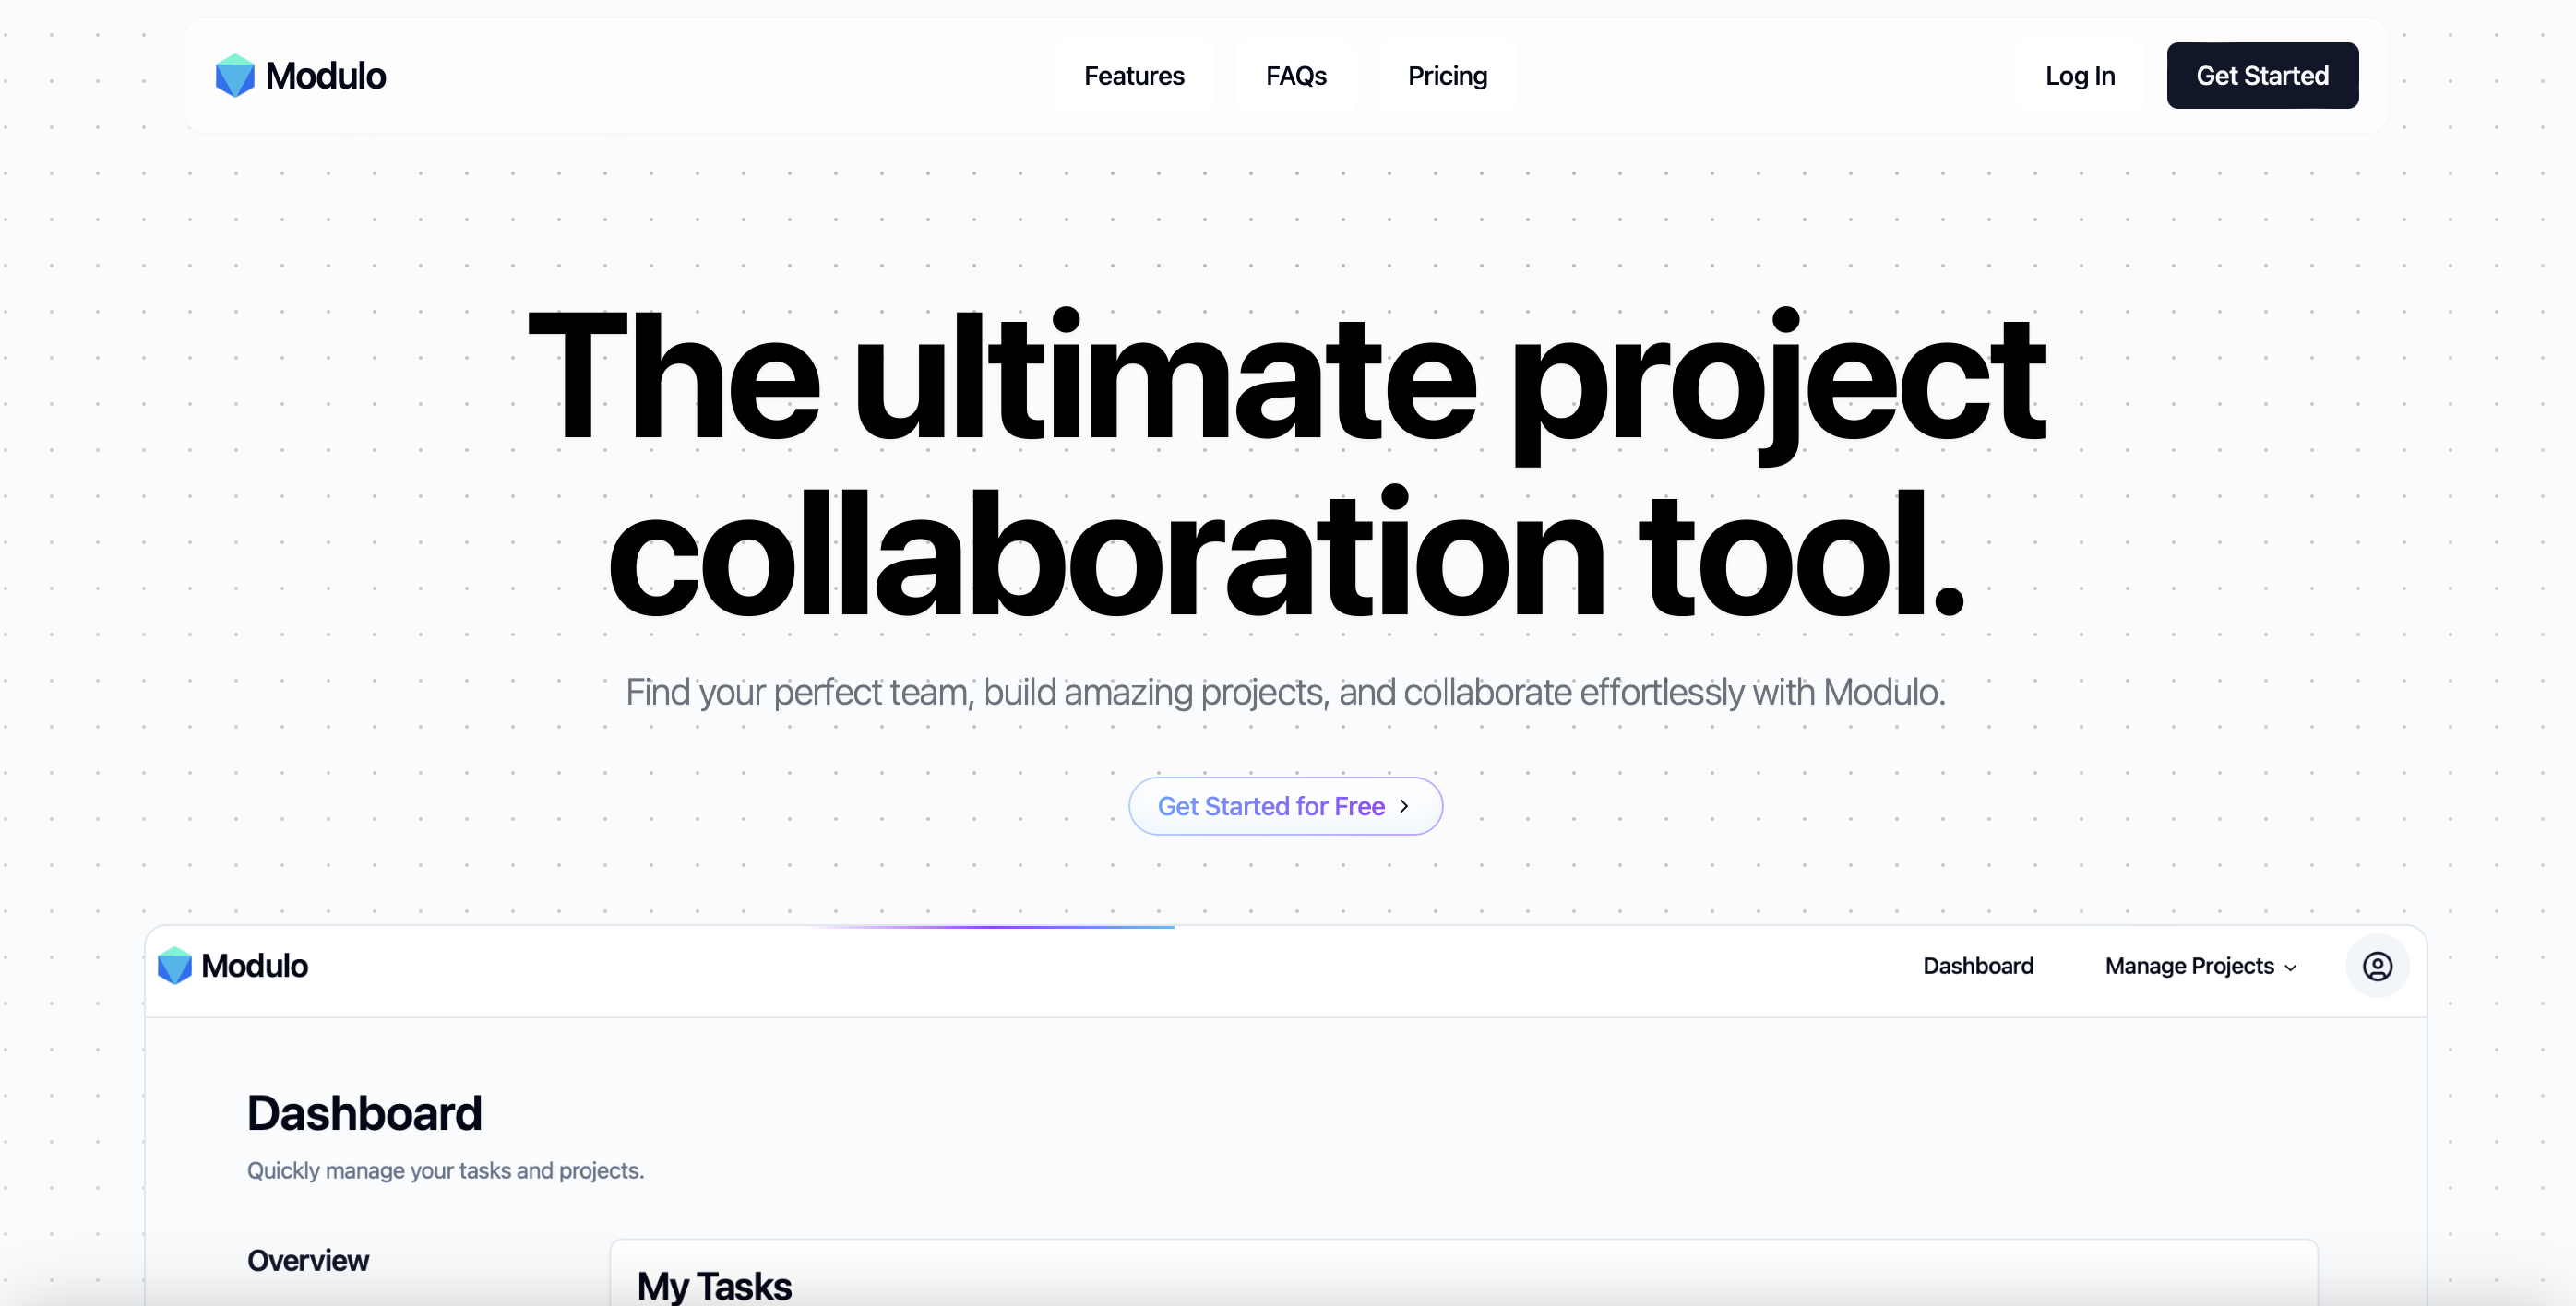 Modulo
Features
FAQs
Pricing
Log In
Get Started
The ultimate project
collaboration tool.
Find your perfect team, build amazing projects, and collaborate effortlessly with Modulo.
Get Started for Free
Modulo
Dashboard
Manage Projects
Dashboard
Quickly manage your tasks and projects.
Overview
My Tasks